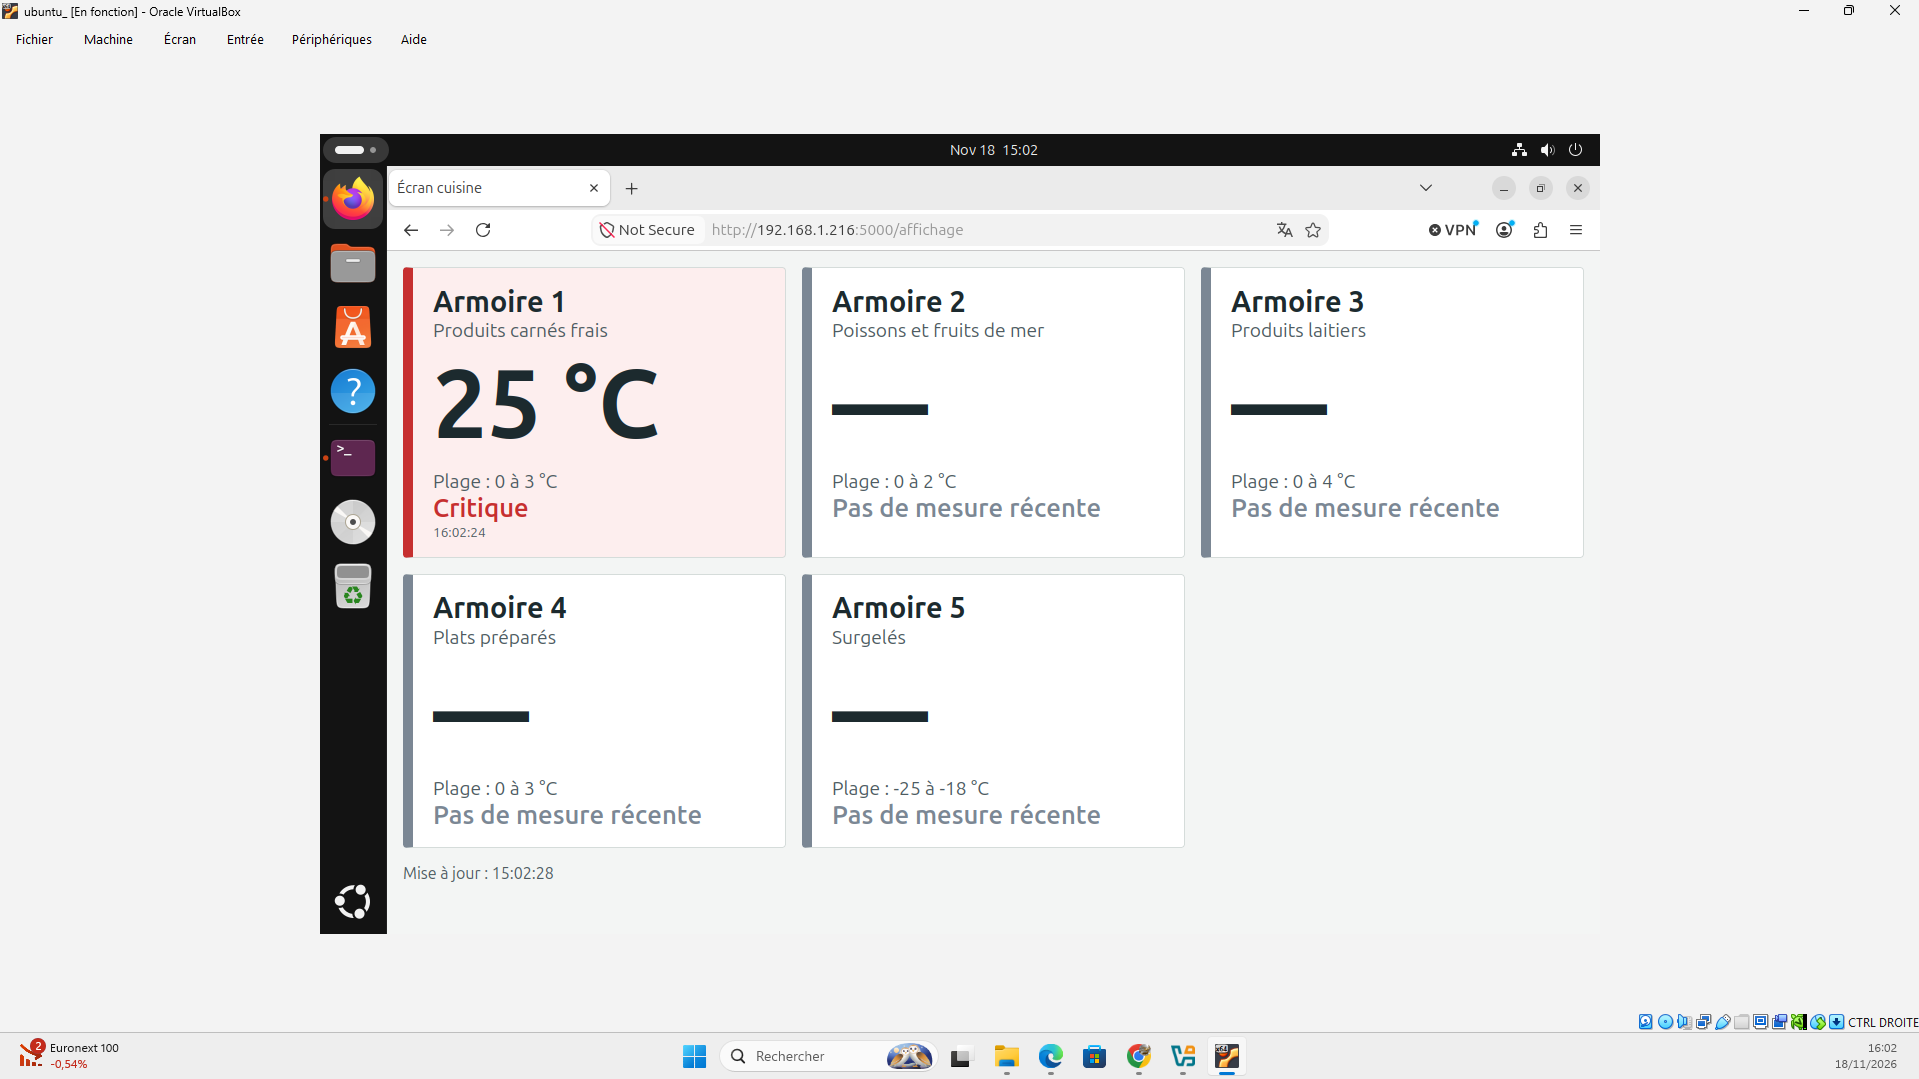 ubuntu_ [En fonction] - Oracle VirtualBox
Fichier Machine Écran Entrée Périphériques Aide
Nov 18 15:02
Écran cuisine
Not Secure http://192.168.1.216:5000/affichage VPN
Armoire 1
Produits carnés frais
25 °C
Plage : 0 à 3 °C
Critique
16:02:24
Armoire 2
Poissons et fruits de mer
—
Plage : 0 à 2 °C
Pas de mesure récente
Armoire 3
Produits laitiers
—
Plage : 0 à 4 °C
Pas de mesure récente
Armoire 4
Plats préparés
—
Plage : 0 à 3 °C
Pas de mesure récente
Armoire 5
Surgelés
—
Plage : -25 à -18 °C
Pas de mesure récente
Mise à jour : 15:02:28
CTRL DROITE
2
Euronext 100
-0,54%
Rechercher
x64
16:02
18/11/2026